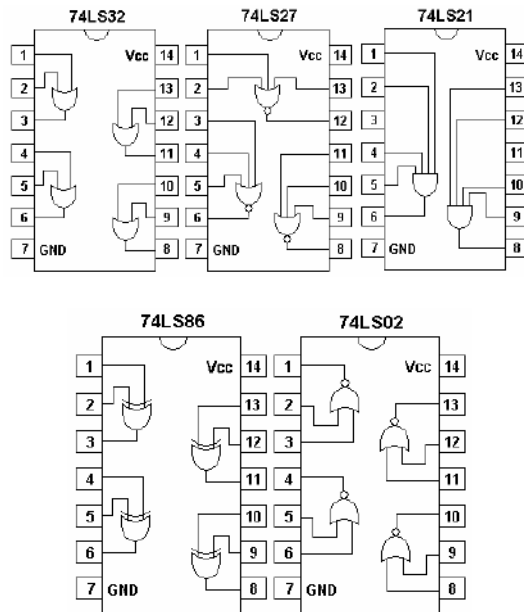 74LS32 74LS27 74LS21
1 Vcc 14 1 Vcc 14 1 Vcc 14
2 13 2 13 2 13
3 12 3 12 3 12
4 11 4 11 4 11
5 10 5 10 5 10
6 9 6 9 6 9
7 GND 8 7 GND 8 7 GND 8
74LS86 74LS02
1 Vcc 14 1 Vcc 14
2 13 2 13
3 12 3 12
4 11 4 11
5 10 5 10
6 9 6 9
7 GND 8 7 GND 8